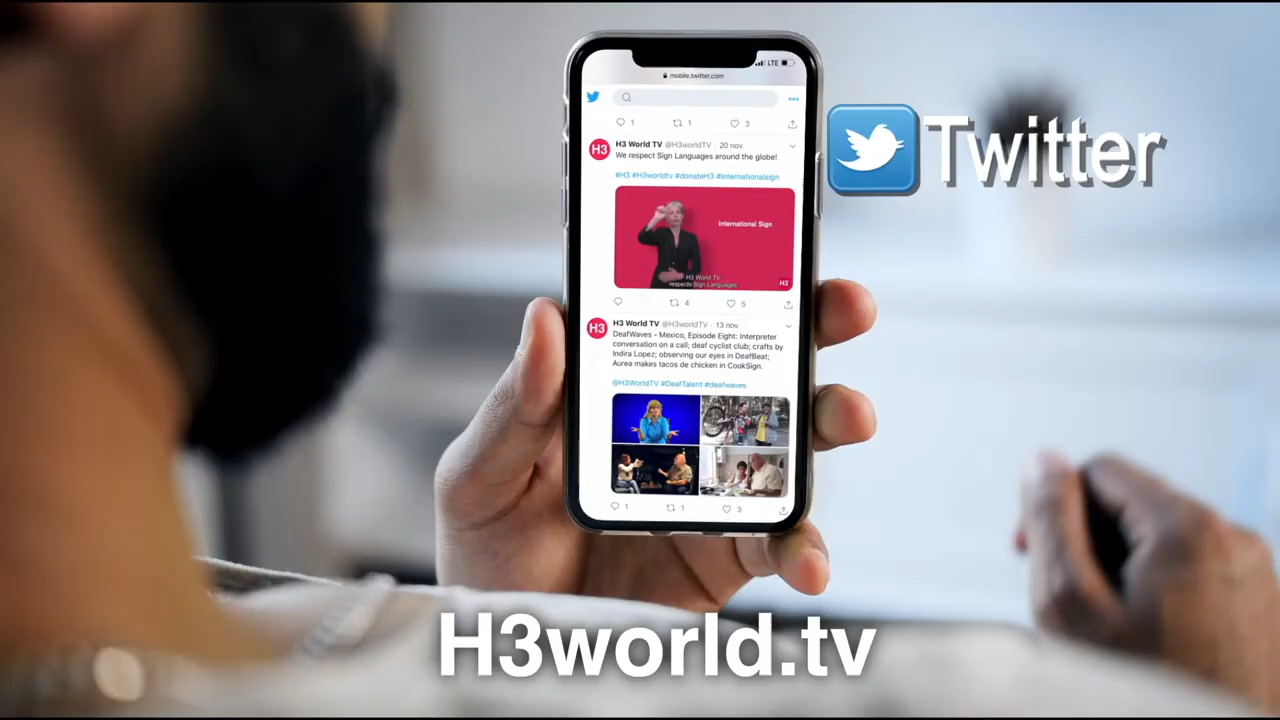 LTE
mobile.twitter.com
1 1 3
H3 World TV @H3worldTV · 20 nov.
H3
We respect Sign Languages around the globe!
#H3 #H3worldtv #donateH3 #internationalsign
International Sign
H3 World TV
respects Sign Languages
H3
4 5
H3 World TV @H3worldTV · 13 nov.
H3
DeafWaves - Mexico, Episode Eight: Interpreter
conversation on a call; deaf cyclist club; crafts by
Indira Lopez; observing our eyes in DeafBeat;
Aurea makes tacos de chicken in CookSign.
@H3WorldTV #DeafTalent #deafwaves
1 1 3
Twitter
H3world.tv